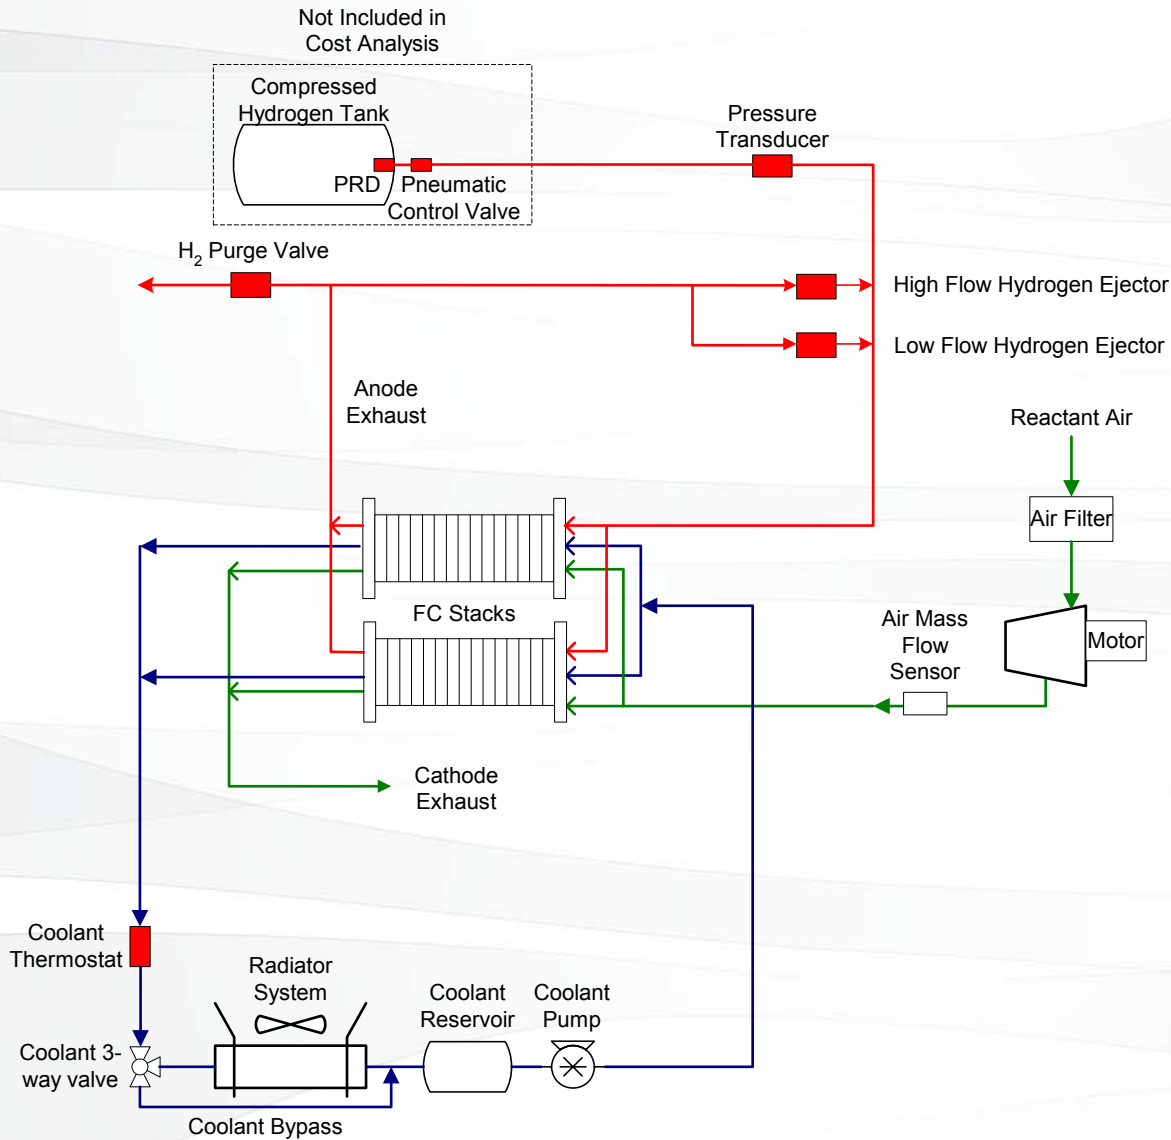 Not Included in
Cost Analysis
Compressed
Hydrogen Tank
PRD
Pneumatic
Control Valve
Pressure
Transducer
H₂ Purge Valve
High Flow Hydrogen Ejector
Low Flow Hydrogen Ejector
Anode
Exhaust
Reactant Air
Air Filter
FC Stacks
Air Mass
Flow
Sensor
Motor
Cathode
Exhaust
Coolant
Thermostat
Radiator
System
Coolant
Reservoir
Coolant
Pump
Coolant 3-
way valve
Coolant Bypass